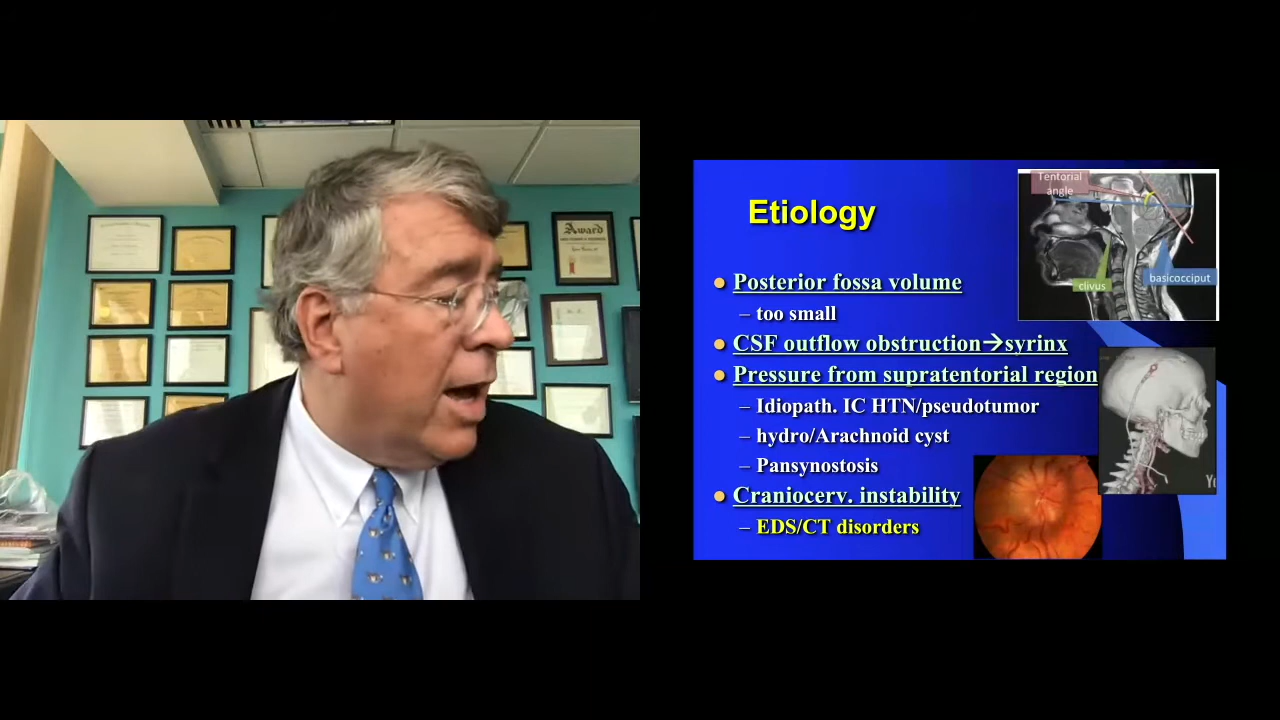 Award
Etiology
Tentorial
angle
clivus
basicocciput
● Posterior fossa volume
– too small
● CSF outflow obstruction→syrinx
● Pressure from supratentorial region
– Idiopath. IC HTN/pseudotumor
– hydro/Arachnoid cyst
– Pansynostosis
● Craniocerv. instability
– EDS/CT disorders